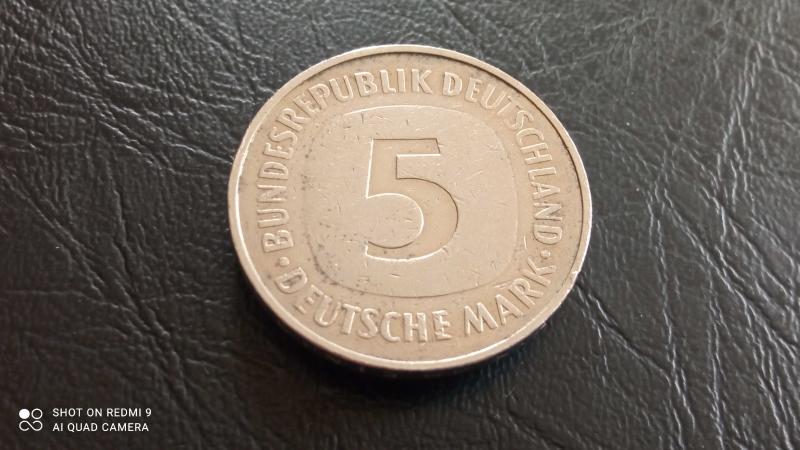 BUNDESREPUBLIK DEUTSCHLAND
5
· DEUTSCHE MARK ·
SHOT ON REDMI 9
AI QUAD CAMERA